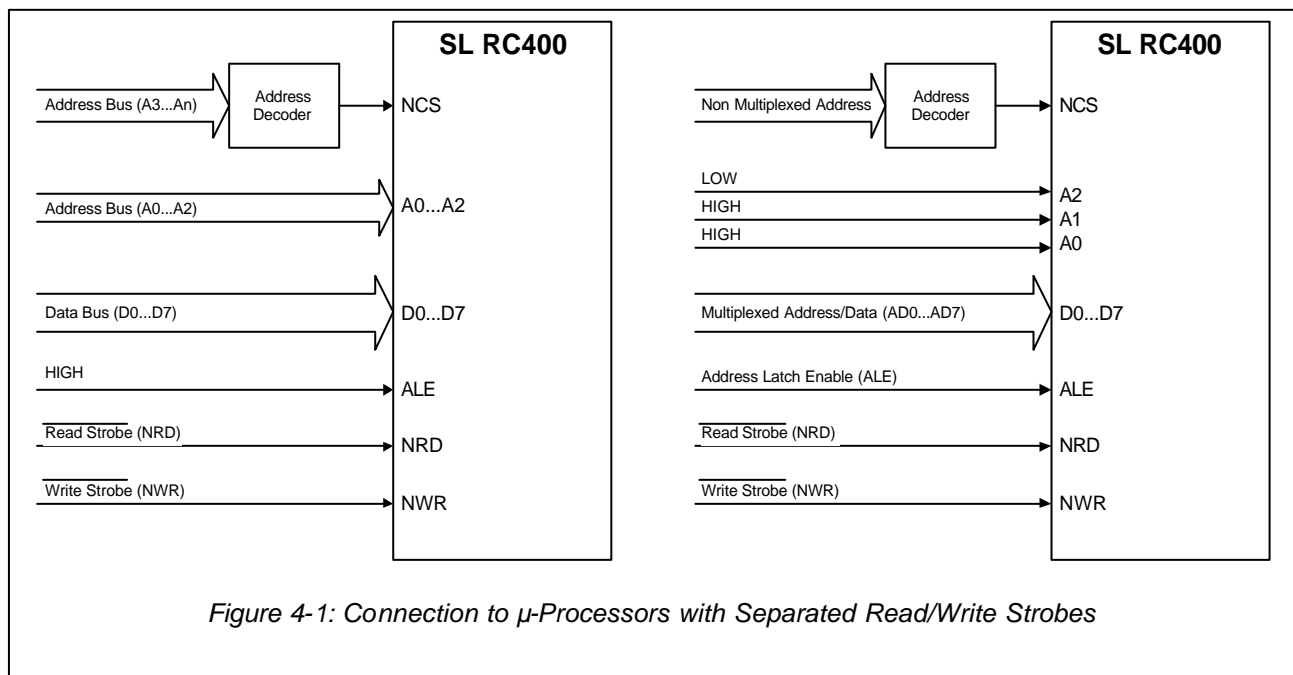 SL RC400
Address Bus (A3...An)
Address
Decoder
NCS
Address Bus (A0...A2)
A0...A2
Data Bus (D0...D7)
D0...D7
HIGH
ALE
Read Strobe (NRD)
NRD
Write Strobe (NWR)
NWR
SL RC400
Non Multiplexed Address
Address
Decoder
NCS
LOW
A2
HIGH
A1
HIGH
A0
Multiplexed Address/Data (AD0...AD7)
D0...D7
Address Latch Enable (ALE)
ALE
Read Strobe (NRD)
NRD
Write Strobe (NWR)
NWR
Figure 4-1: Connection to µ-Processors with Separated Read/Write Strobes